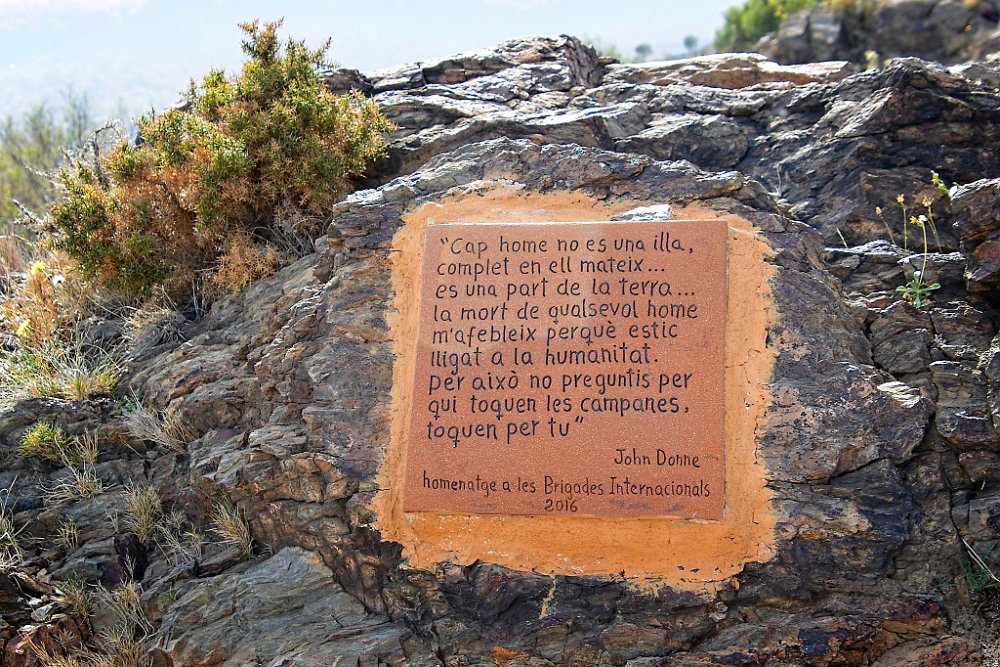 "Cap home no es una illa,
complet en ell mateix...
es una part de la terra...
la mort de qualsevol home
m'afebleix perquè estic
lligat a la humanitat.
per això no preguntis per
qui toquen les campanes,
toquen per tu"
John Donne
homenatge a les Brigades Internacionals
2016